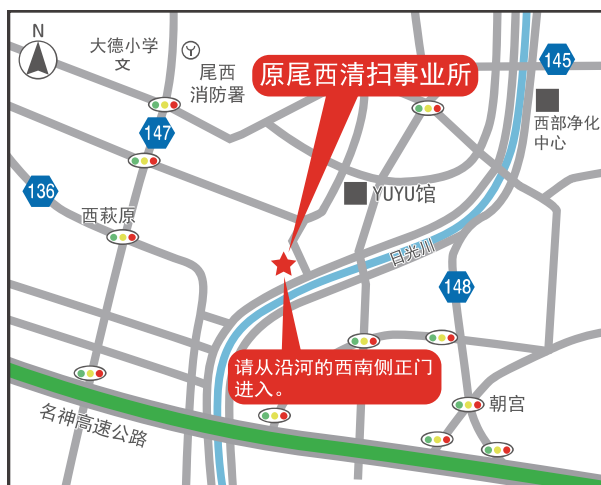 N
大德小学
文
尾西
消防署
原尾西清扫事业所
145
西部净化
中心
147
136
西萩原
YUYU馆
日光川
148
请从沿河的西南侧正门
进入。
朝宫
名神高速公路